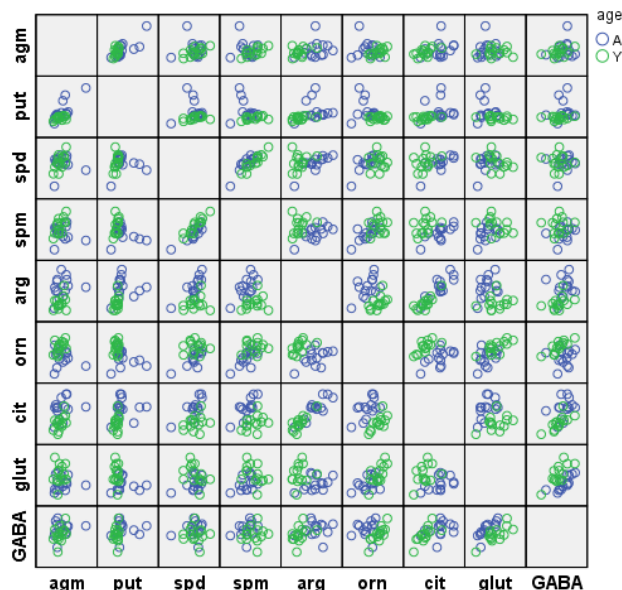 age
A
Y
agm
put
spd
spm
arg
orn
cit
glut
GABA
agm put spd spm arg orn cit glut GABA